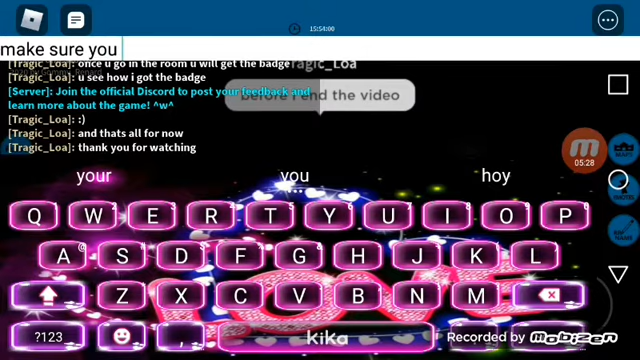 15:54:00
make sure you
[Tragic_Loa]: once u go in the room u will get the badge
[Tragic_Loa]: u see how i got the badge
[Server]: Join the official Discord to post your feedback and
learn more about the game! ^w^
[Tragic_Loa]: :)
[Tragic_Loa]: and thats all for now
[Tragic_Loa]: thank you for watching
Tragic_Loa
before i end the video
MAPS
05:28
your you hoy
Q W E R T Y U I O P
A S D F G H J K L
Z X C V B N M
?123 , kika
Recorded by Mobizen